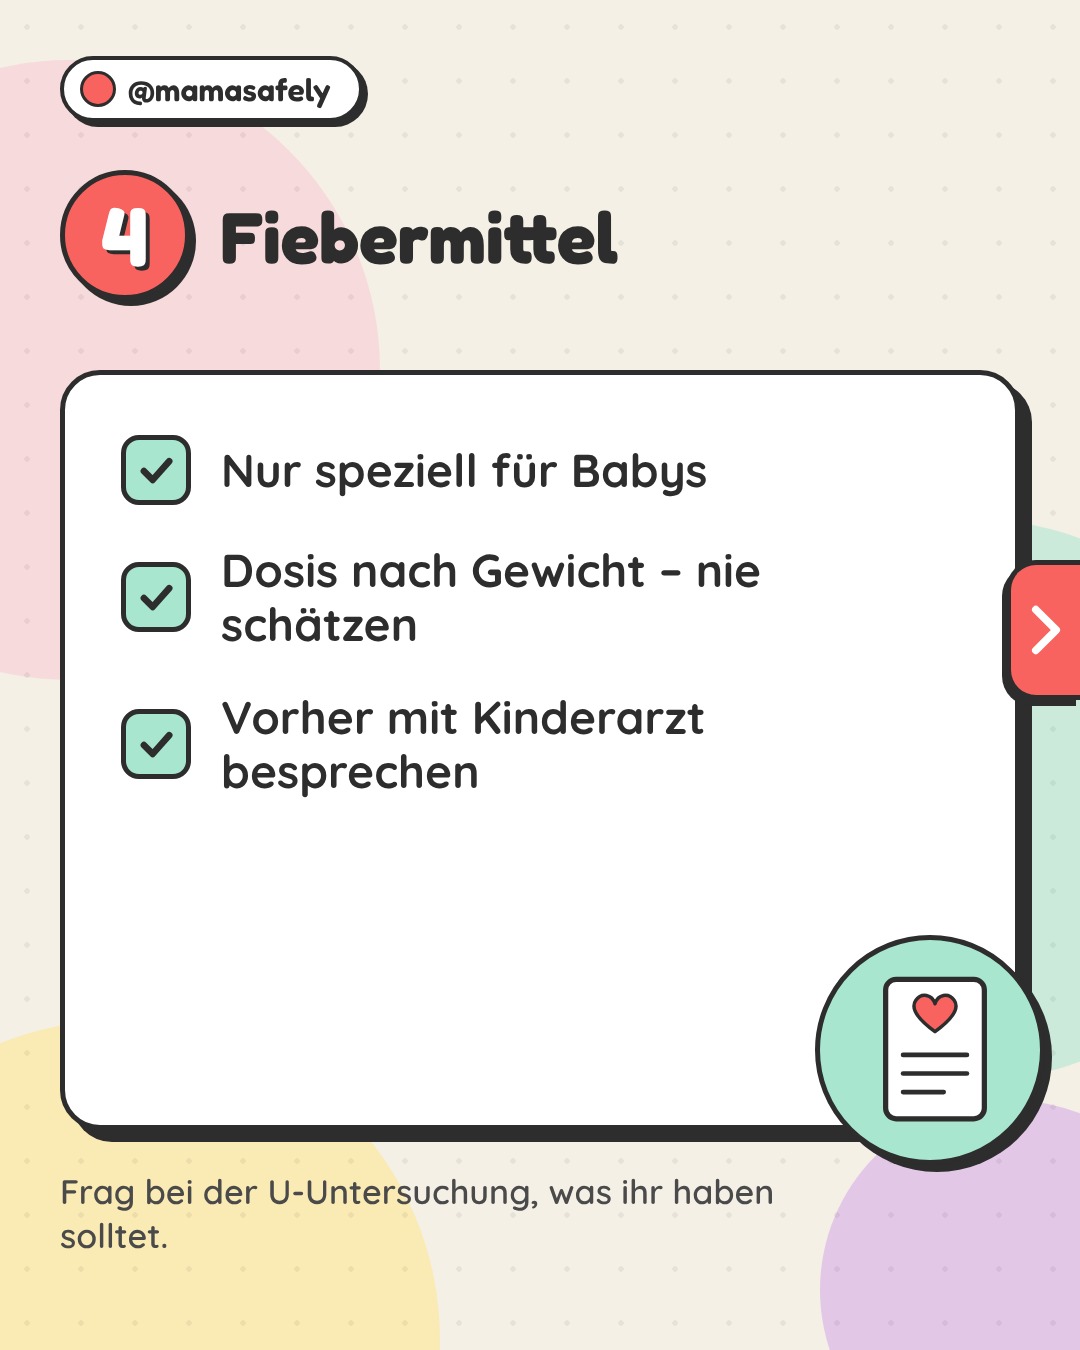 @mamasafely
4 Fiebermittel
Nur speziell für Babys
Dosis nach Gewicht – nie
schätzen
Vorher mit Kinderarzt
besprechen
Frag bei der U-Untersuchung, was ihr haben
solltet.